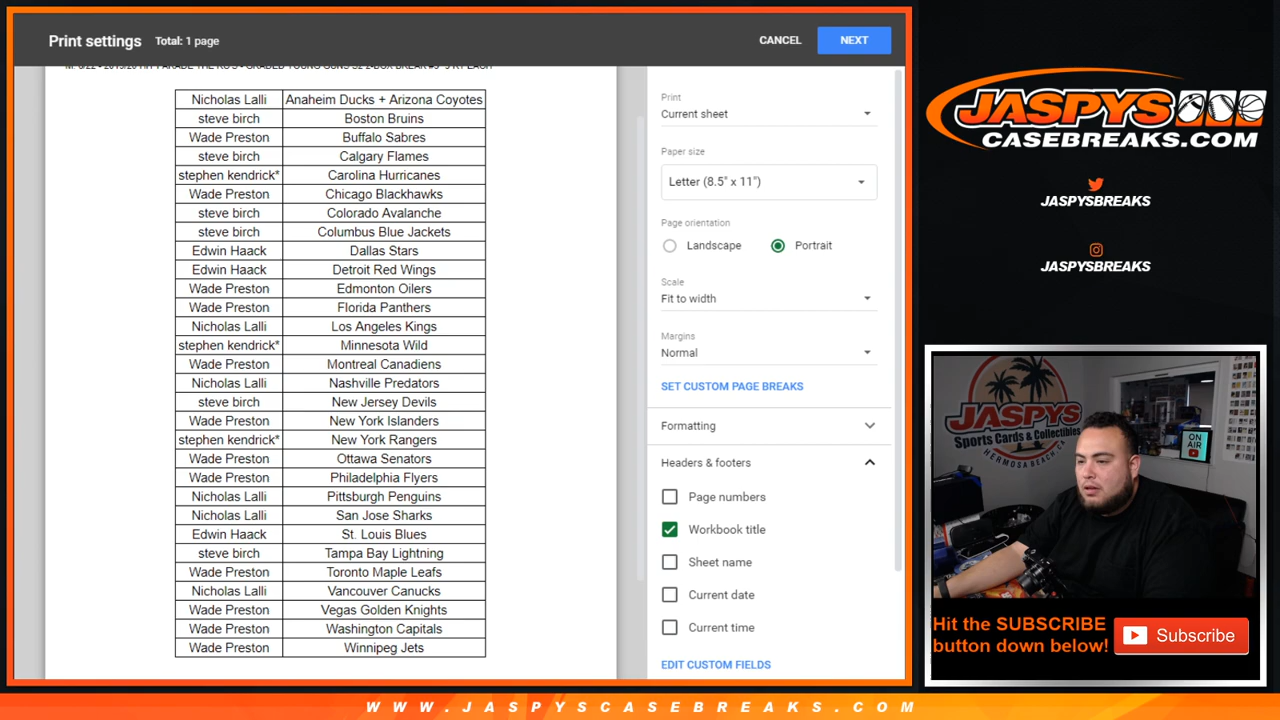 Print settings Total: 1 page
CANCEL
NEXT
Nicholas Lalli Anaheim Ducks + Arizona Coyotes
steve birch Boston Bruins
Wade Preston Buffalo Sabres
steve birch Calgary Flames
stephen kendrick* Carolina Hurricanes
Wade Preston Chicago Blackhawks
steve birch Colorado Avalanche
steve birch Columbus Blue Jackets
Edwin Haack Dallas Stars
Edwin Haack Detroit Red Wings
Wade Preston Edmonton Oilers
Wade Preston Florida Panthers
Nicholas Lalli Los Angeles Kings
stephen kendrick* Minnesota Wild
Wade Preston Montreal Canadiens
Nicholas Lalli Nashville Predators
steve birch New Jersey Devils
Wade Preston New York Islanders
stephen kendrick* New York Rangers
Wade Preston Ottawa Senators
Wade Preston Philadelphia Flyers
Nicholas Lalli Pittsburgh Penguins
Nicholas Lalli San Jose Sharks
Edwin Haack St. Louis Blues
steve birch Tampa Bay Lightning
Wade Preston Toronto Maple Leafs
Nicholas Lalli Vancouver Canucks
Wade Preston Vegas Golden Knights
Wade Preston Washington Capitals
Wade Preston Winnipeg Jets
Print
Current sheet
Paper size
Letter (8.5" x 11")
Page orientation
Landscape Portrait
Scale
Fit to width
Margins
Normal
SET CUSTOM PAGE BREAKS
Formatting
Headers & footers
Page numbers
Workbook title
Sheet name
Current date
Current time
EDIT CUSTOM FIELDS
JASPYS
CASEBREAKS.COM
JASPYSBREAKS
JASPYSBREAKS
JASPYS
Sports Cards & Collectibles
HERMOSA BEACH, CA
ON AIR
Hit the SUBSCRIBE
button down below!
Subscribe
WWW.JASPYSCASEBREAKS.COM